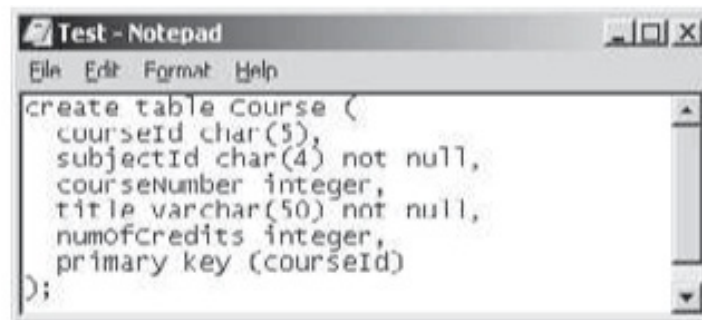 Test - Notepad
File Edit Format Help
create table Course (
courseId char(5),
subjectId char(4) not null,
courseNumber integer,
title varchar(50) not null,
numOfCredits integer,
primary key (courseId)
);